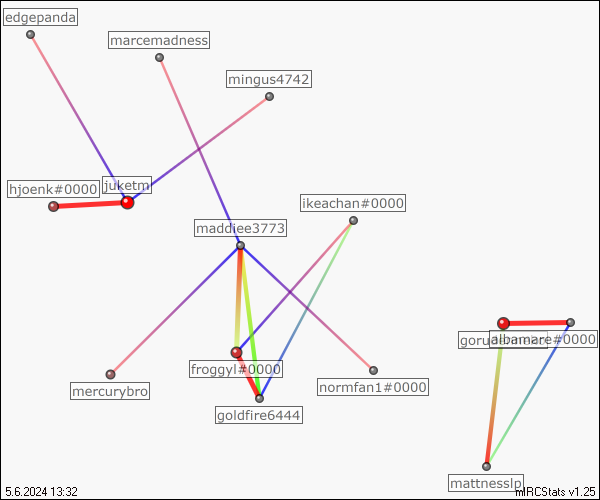 edgepanda
marcemadness
mingus4742
hjoenk#0000
juketm
ikeachan#0000
maddiee3773
albamare#0000
froggyl#0000
normfan1#0000
mercurybro
goldfire6444
mattnesslp
5.6.2024 13:32
mIRCStats v1.25